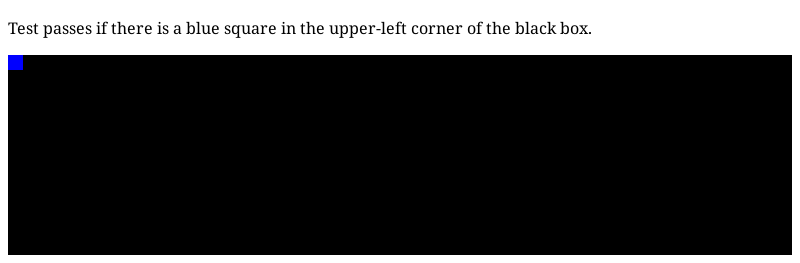 Test passes if there is a blue square in the upper-left corner of the black box.